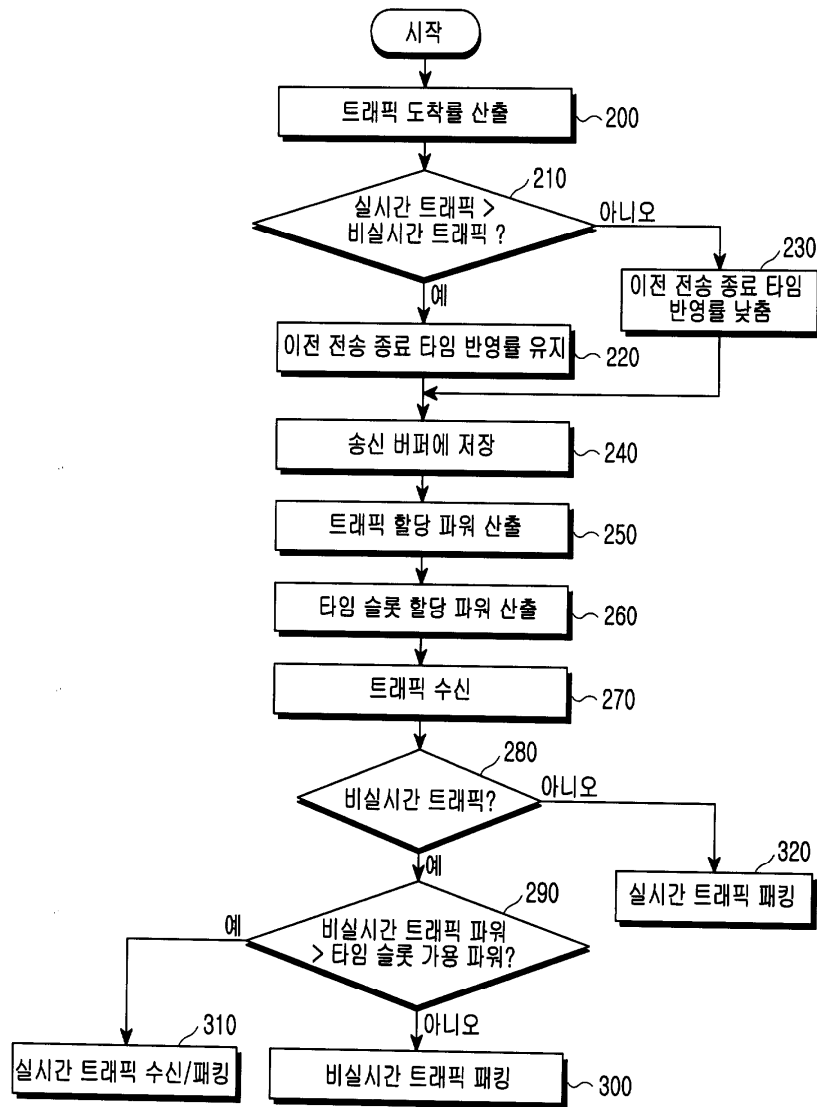 시작
트래픽 도착률 산출
200
210
실시간 트래픽 >
비실시간 트래픽 ?
아니오
예
230
이전 전송 종료 타임
반영률 낮춤
이전 전송 종료 타임 반영률 유지
220
송신 버퍼에 저장
240
트래픽 할당 파워 산출
250
타임 슬롯 할당 파워 산출
260
트래픽 수신
270
280
비실시간 트래픽?
아니오
예
320
실시간 트래픽 패킹
290
비실시간 트래픽 파워
> 타임 슬롯 가용 파워?
예
아니오
310
실시간 트래픽 수신/패킹
비실시간 트래픽 패킹
300